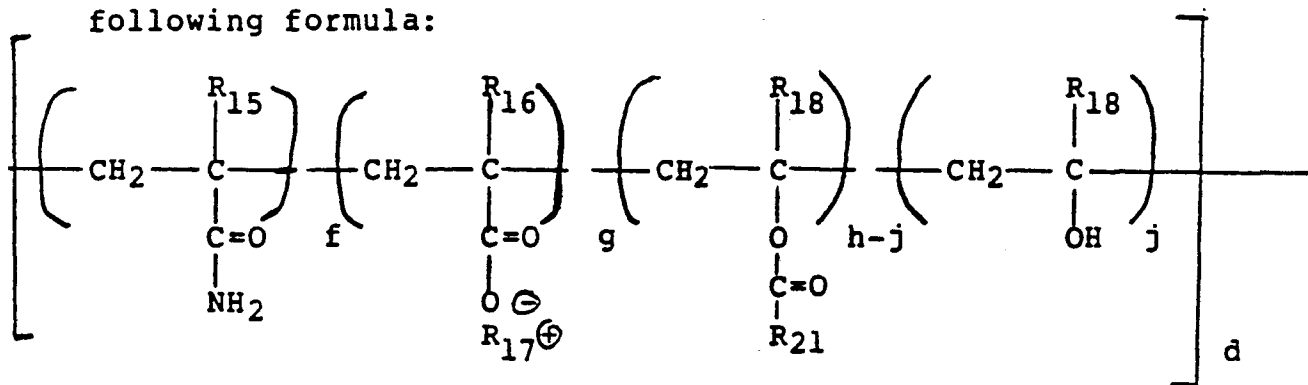 following formula:
R15 R16 R18 R18
CH2 C CH2 C CH2 C CH2 C
C=O f C=O g O h-j OH j
NH2 O ⊖ C=O
R17⊕ R21 d